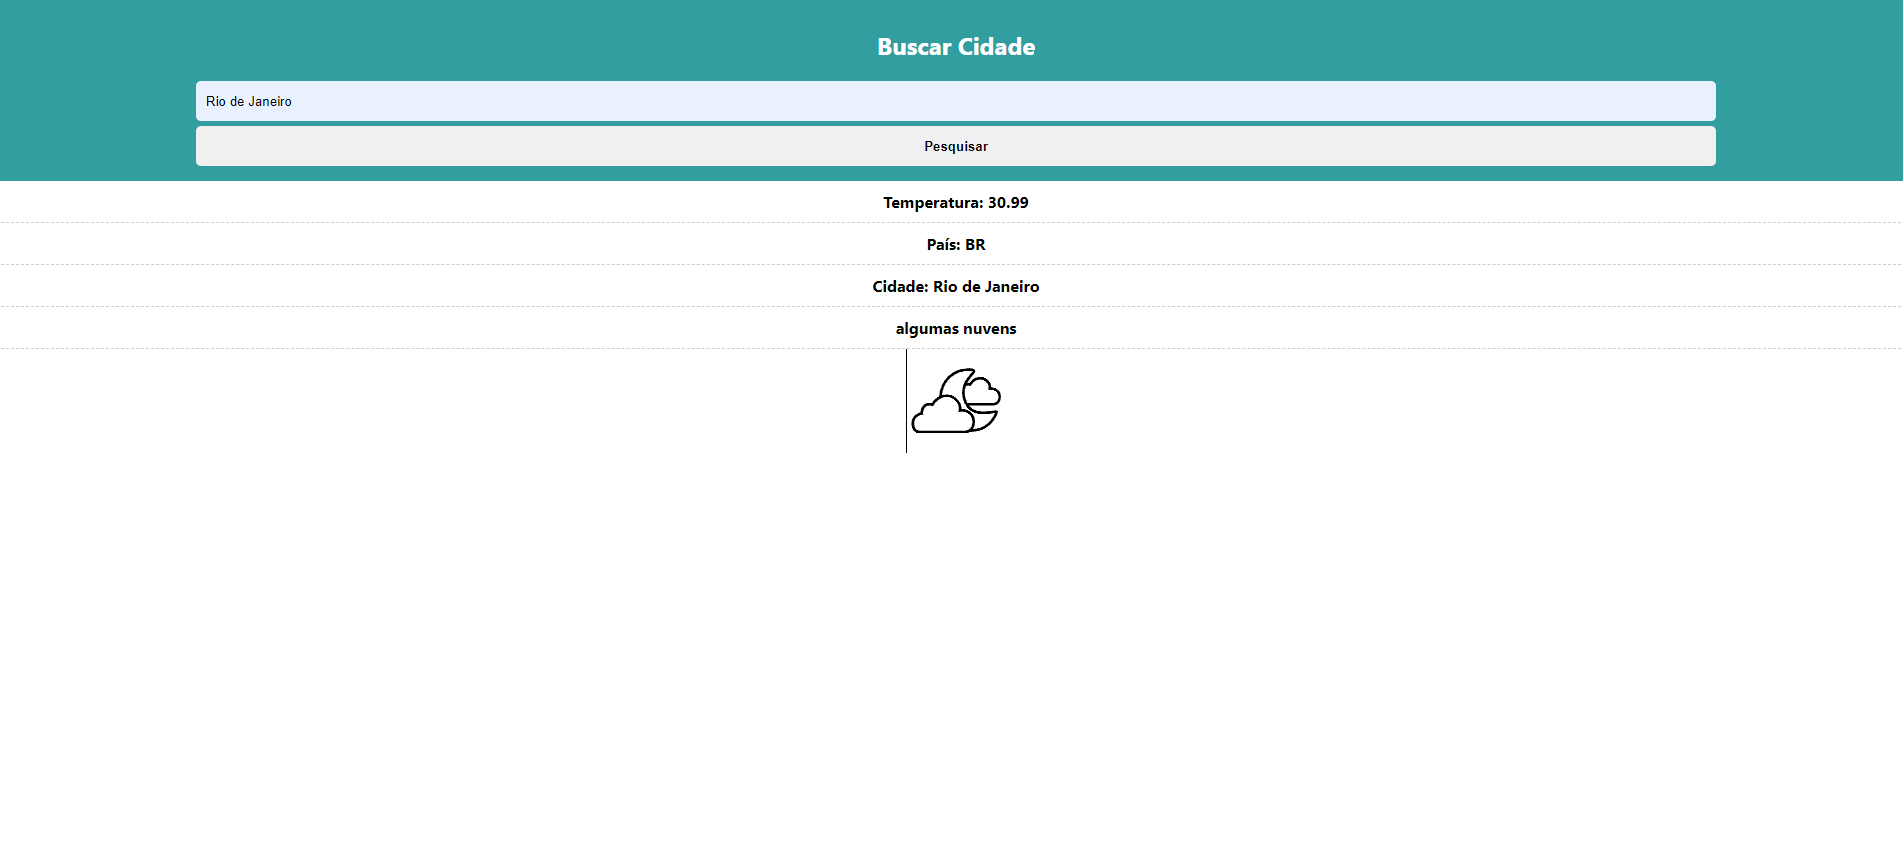 Buscar Cidade
Rio de Janeiro
Pesquisar
Temperatura: 30.99
País: BR
Cidade: Rio de Janeiro
algumas nuvens